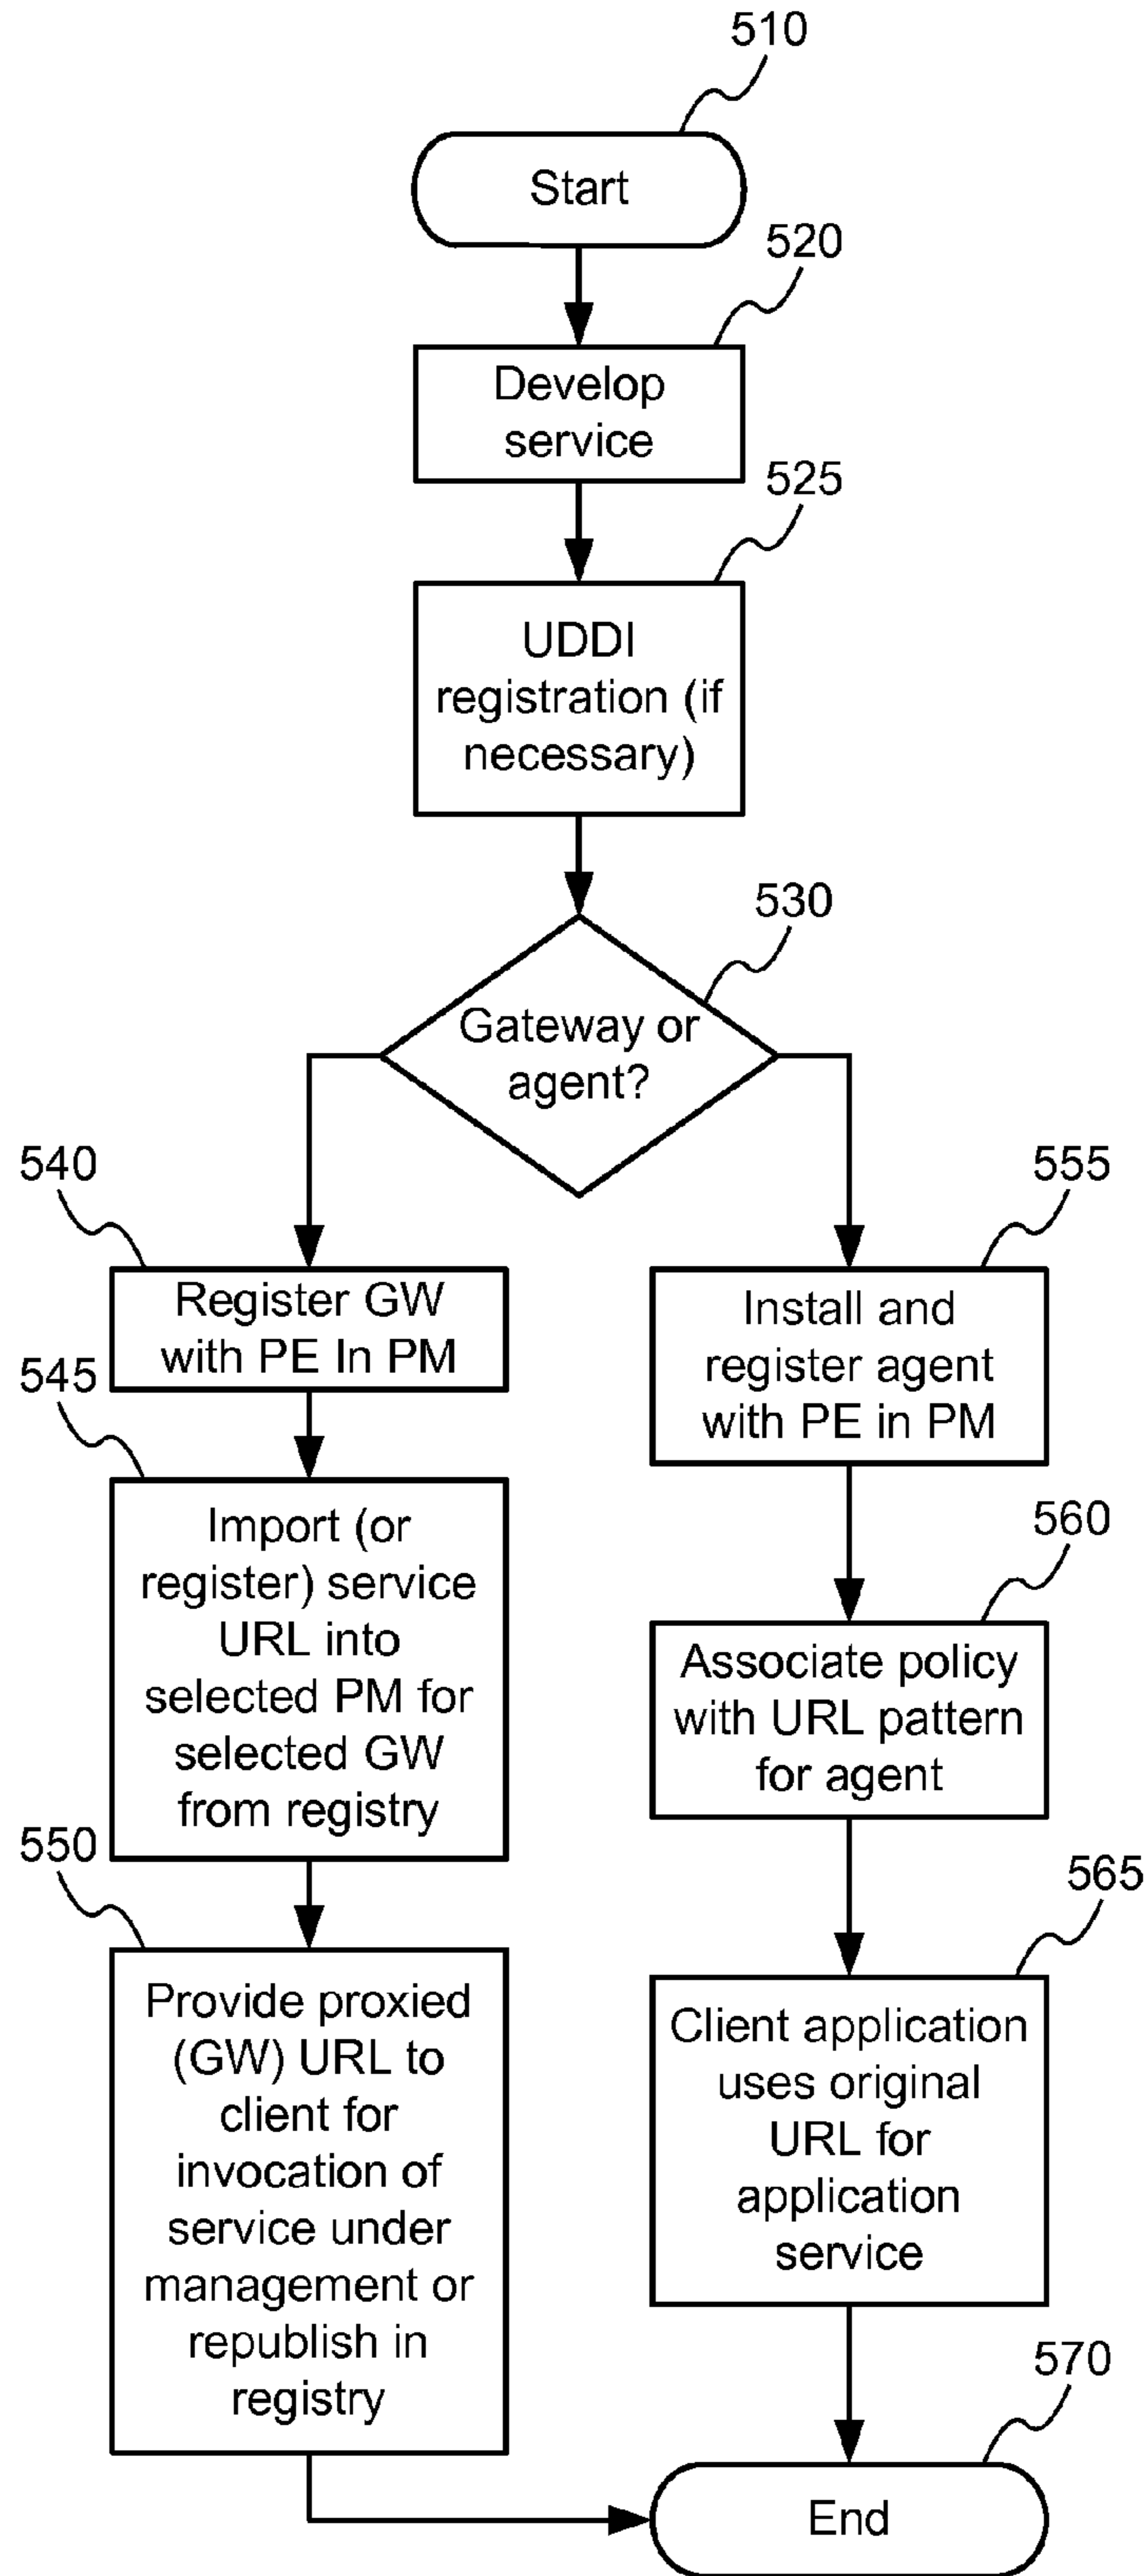 510
Start
520
Develop
service
525
UDDI
registration (if
necessary)
530
Gateway or
agent?
540
Register GW
with PE In PM
545
Import (or
register) service
URL into
selected PM for
selected GW
from registry
550
Provide proxied
(GW) URL to
client for
invocation of
service under
management or
republish in
registry
555
Install and
register agent
with PE in PM
560
Associate policy
with URL pattern
for agent
565
Client application
uses original
URL for
application
service
570
End